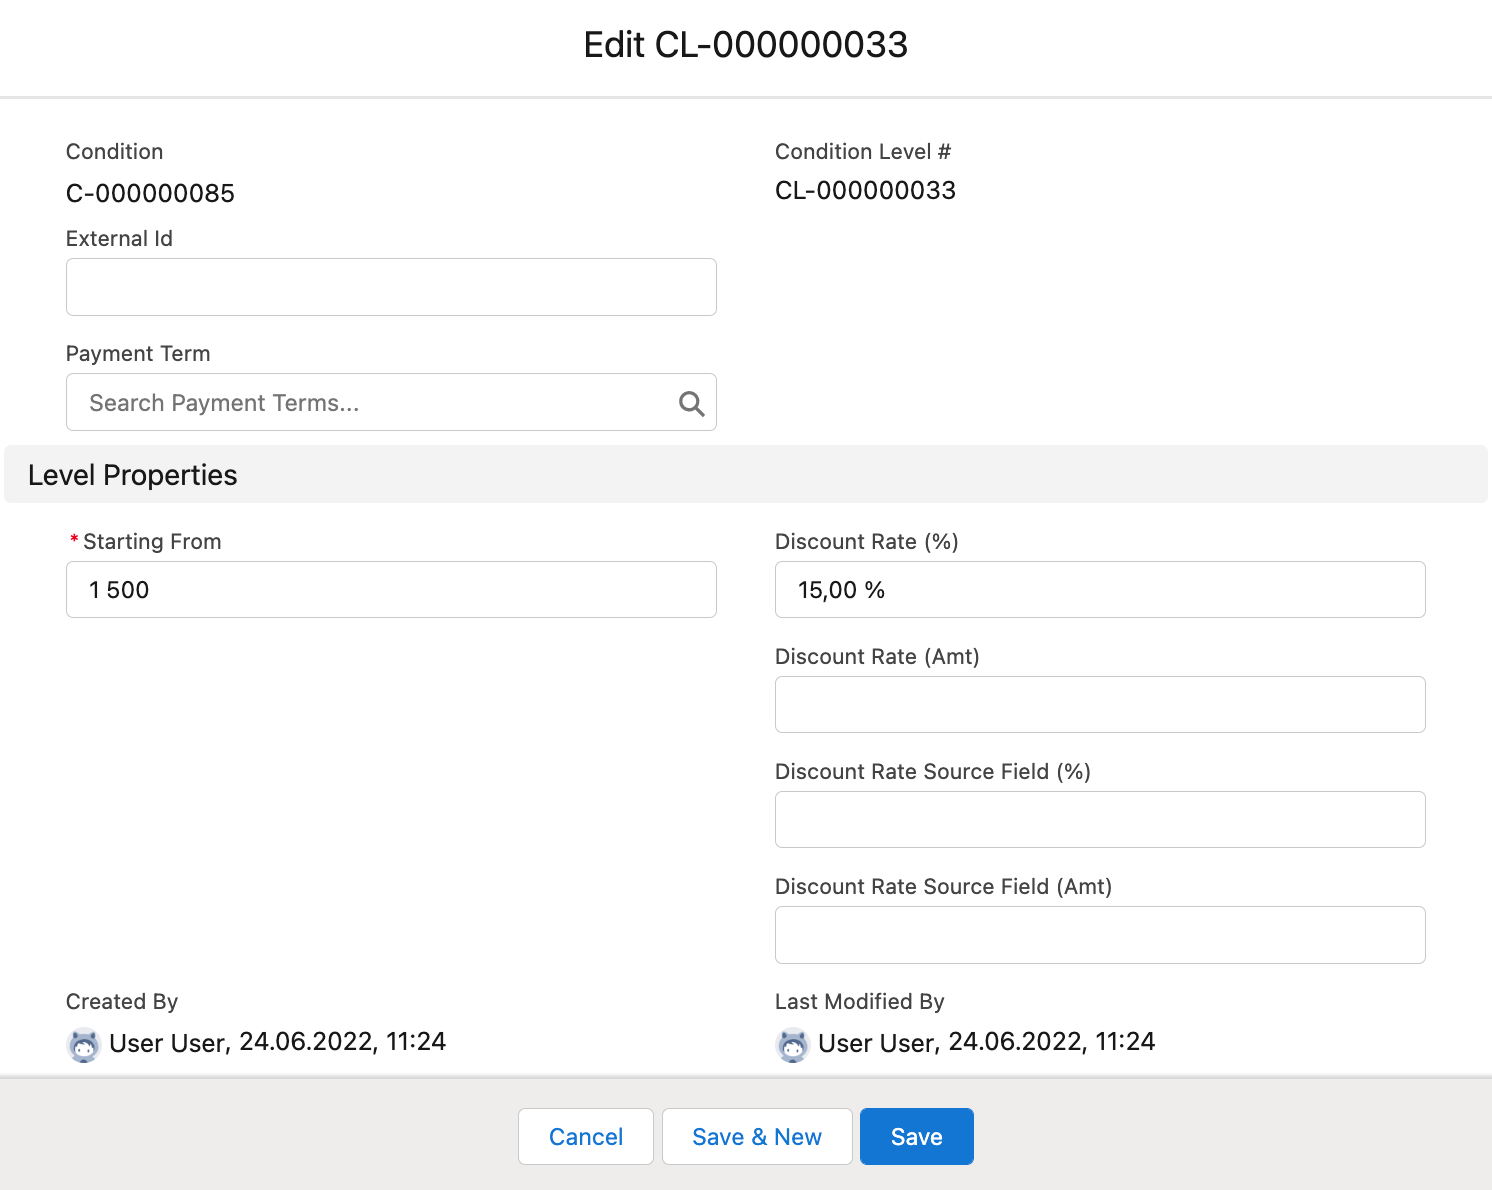 Edit CL-000000033
Condition
C-000000085
Condition Level #
CL-000000033
External Id
Payment Term
Search Payment Terms...
Level Properties
* Starting From
1 500
Discount Rate (%)
15,00 %
Discount Rate (Amt)
Discount Rate Source Field (%)
Discount Rate Source Field (Amt)
Created By
User User, 24.06.2022, 11:24
Last Modified By
User User, 24.06.2022, 11:24
Cancel
Save & New
Save